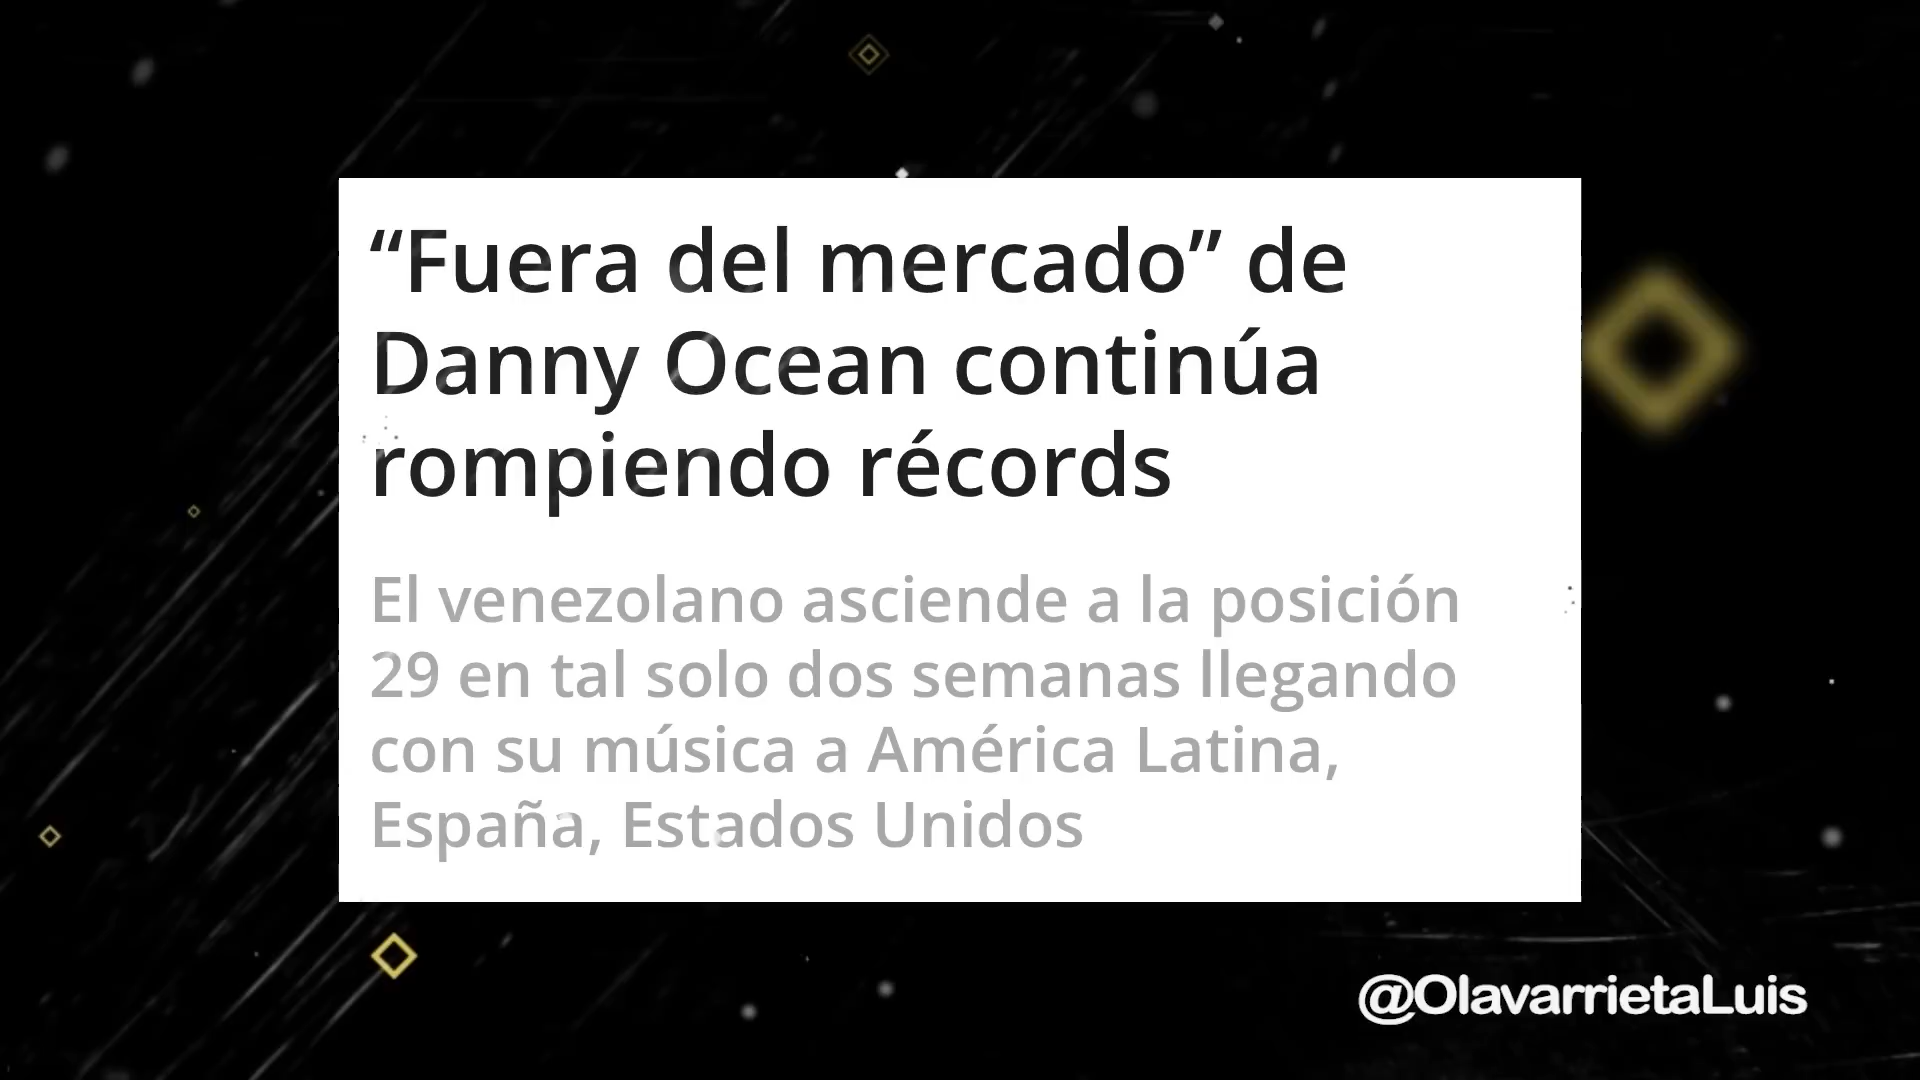 “Fuera del mercado” de
Danny Ocean continúa
rompiendo récords
El venezolano asciende a la posición
29 en tal solo dos semanas llegando
con su música a América Latina,
España, Estados Unidos
@OlavarrietaLuis